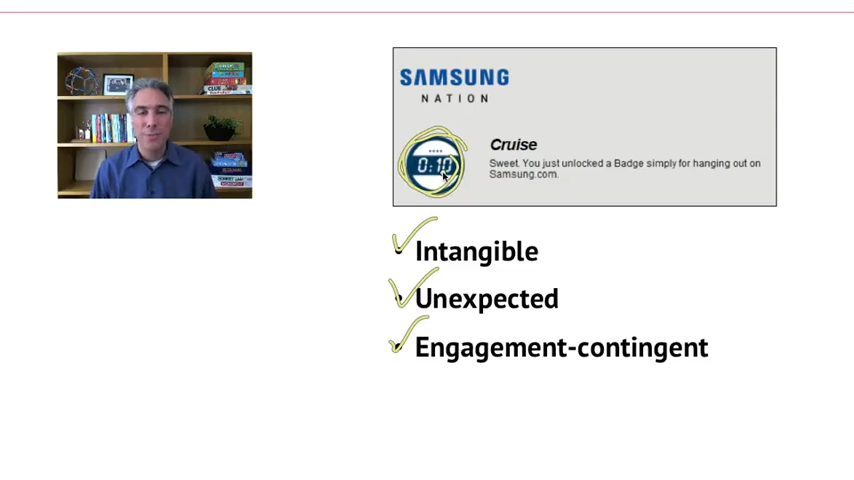 SAMSUNG
NATION
0:10
Cruise
Sweet. You just unlocked a Badge simply for hanging out on
Samsung.com.
• Intangible
• Unexpected
• Engagement-contingent